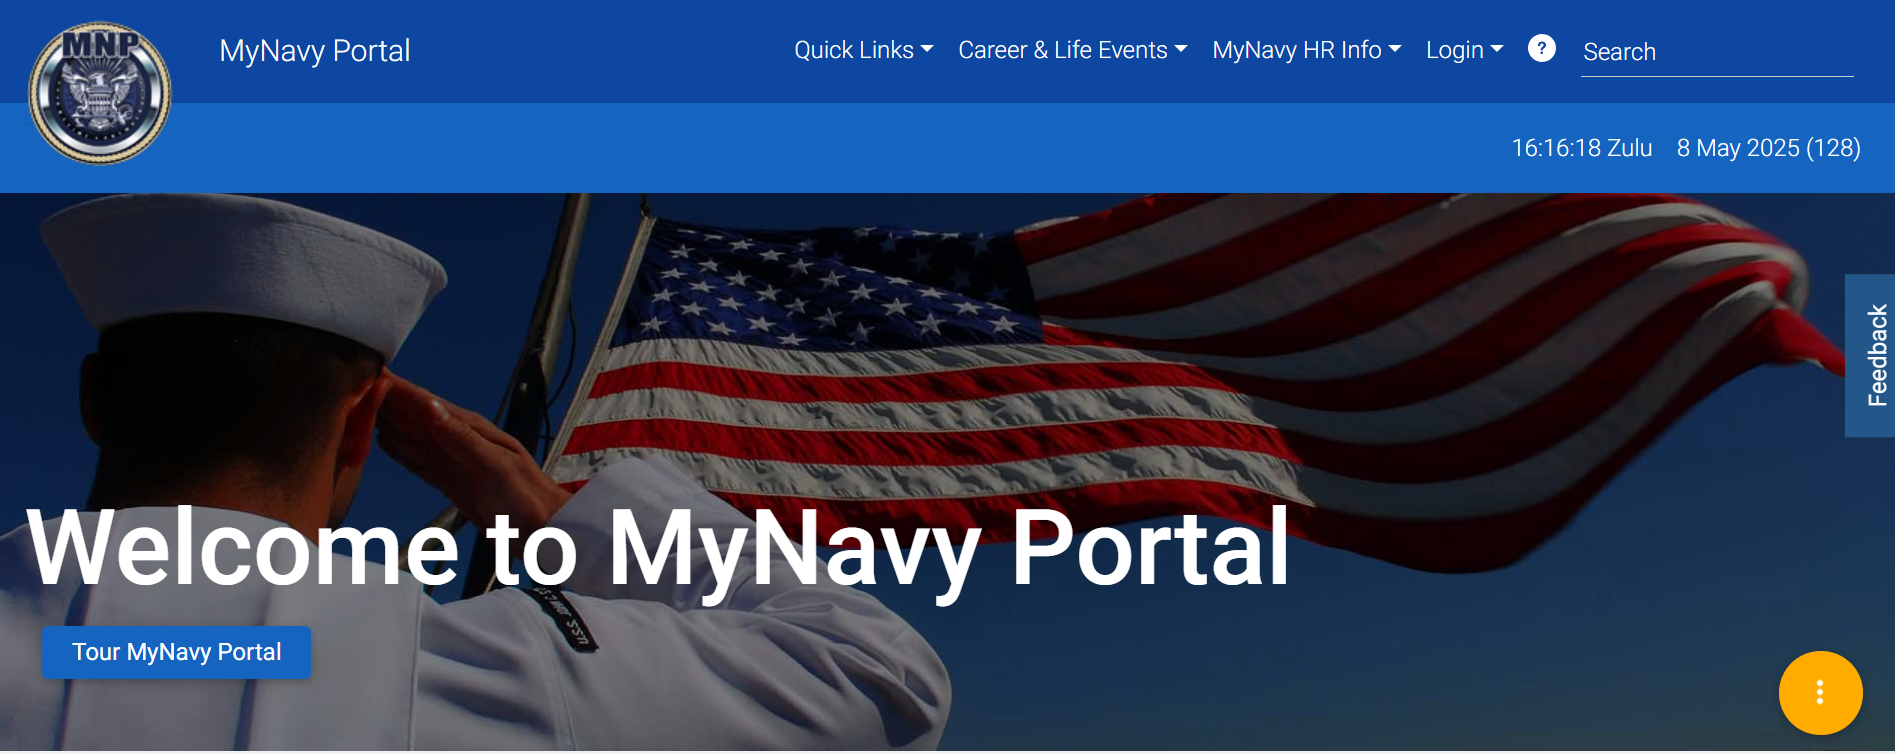 MNP
MyNavy Portal
Quick Links
Career & Life Events
MyNavy HR Info
Login
?
Search
16:16:18 Zulu 8 May 2025 (128)
Feedback
Welcome to MyNavy Portal
Tour MyNavy Portal